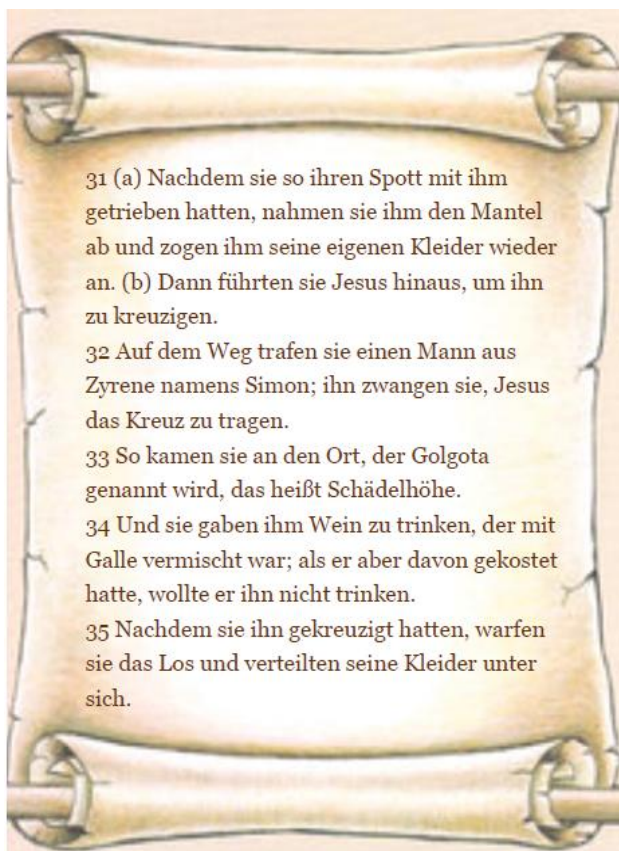 31 (a) Nachdem sie so ihren Spott mit ihm
getrieben hatten, nahmen sie ihm den Mantel
ab und zogen ihm seine eigenen Kleider wieder
an. (b) Dann führten sie Jesus hinaus, um ihn
zu kreuzigen.
32 Auf dem Weg trafen sie einen Mann aus
Zyrene namens Simon; ihn zwangen sie, Jesus
das Kreuz zu tragen.
33 So kamen sie an den Ort, der Golgota
genannt wird, das heißt Schädelhöhe.
34 Und sie gaben ihm Wein zu trinken, der mit
Galle vermischt war; als er aber davon gekostet
hatte, wollte er ihn nicht trinken.
35 Nachdem sie ihn gekreuzigt hatten, warfen
sie das Los und verteilten seine Kleider unter
sich.